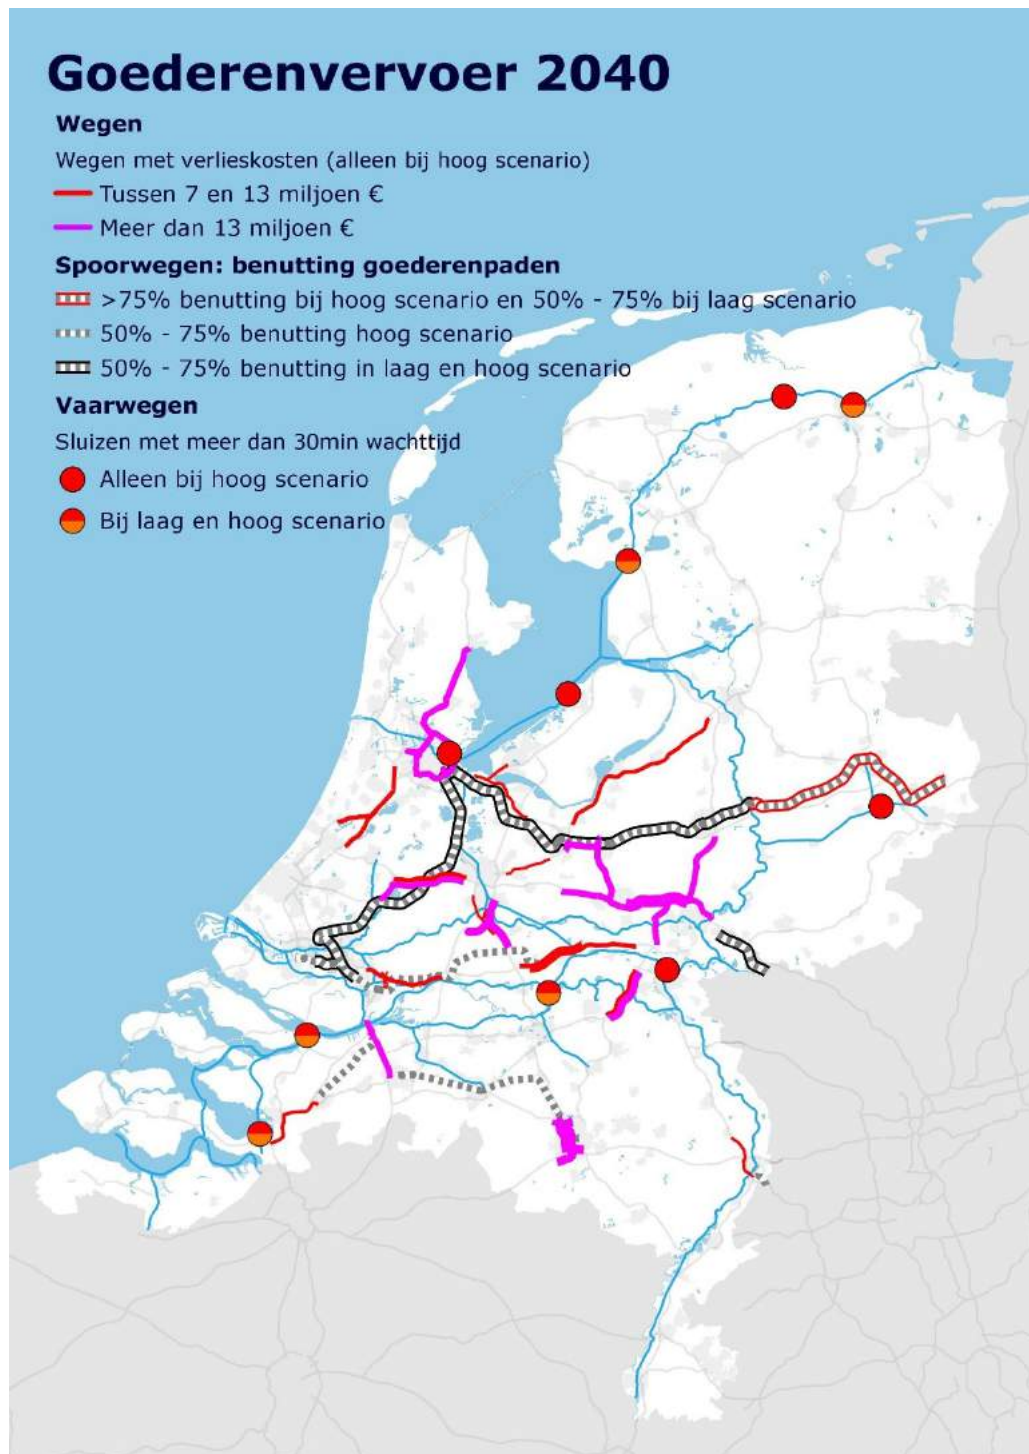 Goederenvervoer 2040
Wegen
Wegen met verlieskosten (alleen bij hoog scenario)
Tussen 7 en 13 miljoen €
Meer dan 13 miljoen €
Spoorwegen: benutting goederenpaden
>75% benutting bij hoog scenario en 50% - 75% bij laag scenario
50% - 75% benutting hoog scenario
50% - 75% benutting in laag en hoog scenario
Vaarwegen
Sluizen met meer dan 30min wachttijd
Alleen bij hoog scenario
Bij laag en hoog scenario